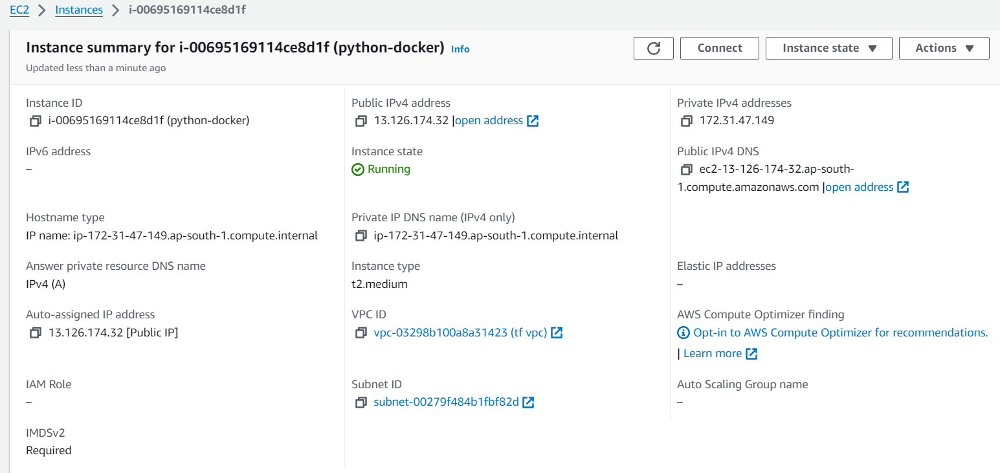 EC2 > Instances > i-00695169114ce8d1f
Instance summary for i-00695169114ce8d1f (python-docker) Info
Updated less than a minute ago
Connect
Instance state
Actions
Instance ID
i-00695169114ce8d1f (python-docker)
Public IPv4 address
13.126.174.32 |open address
Private IPv4 addresses
172.31.47.149
IPv6 address
–
Instance state
Running
Public IPv4 DNS
ec2-13-126-174-32.ap-south-
1.compute.amazonaws.com |open address
Hostname type
IP name: ip-172-31-47-149.ap-south-1.compute.internal
Private IP DNS name (IPv4 only)
ip-172-31-47-149.ap-south-1.compute.internal
Answer private resource DNS name
IPv4 (A)
Instance type
t2.medium
Elastic IP addresses
–
Auto-assigned IP address
13.126.174.32 [Public IP]
VPC ID
vpc-03298b100a8a31423 (tf vpc)
AWS Compute Optimizer finding
Opt-in to AWS Compute Optimizer for recommendations.
| Learn more
IAM Role
–
Subnet ID
subnet-00279f484b1fbf82d
Auto Scaling Group name
–
IMDSv2
Required